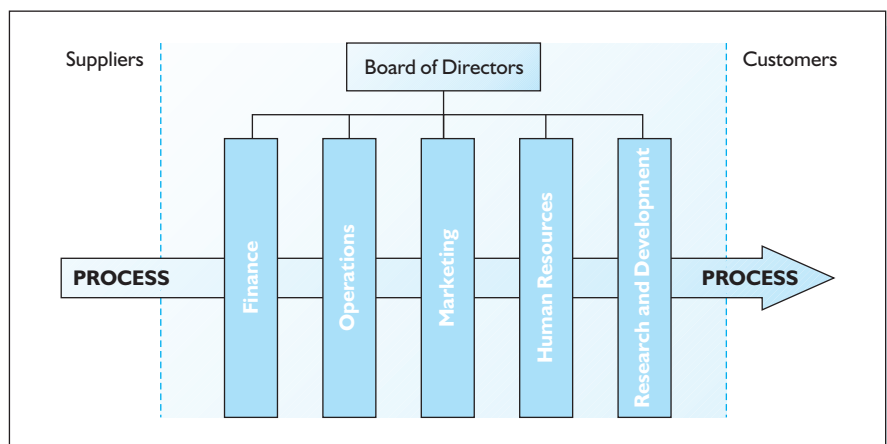 Suppliers
Board of Directors
Customers
PROCESS
Finance
Operations
Marketing
Human Resources
Research and Development
PROCESS